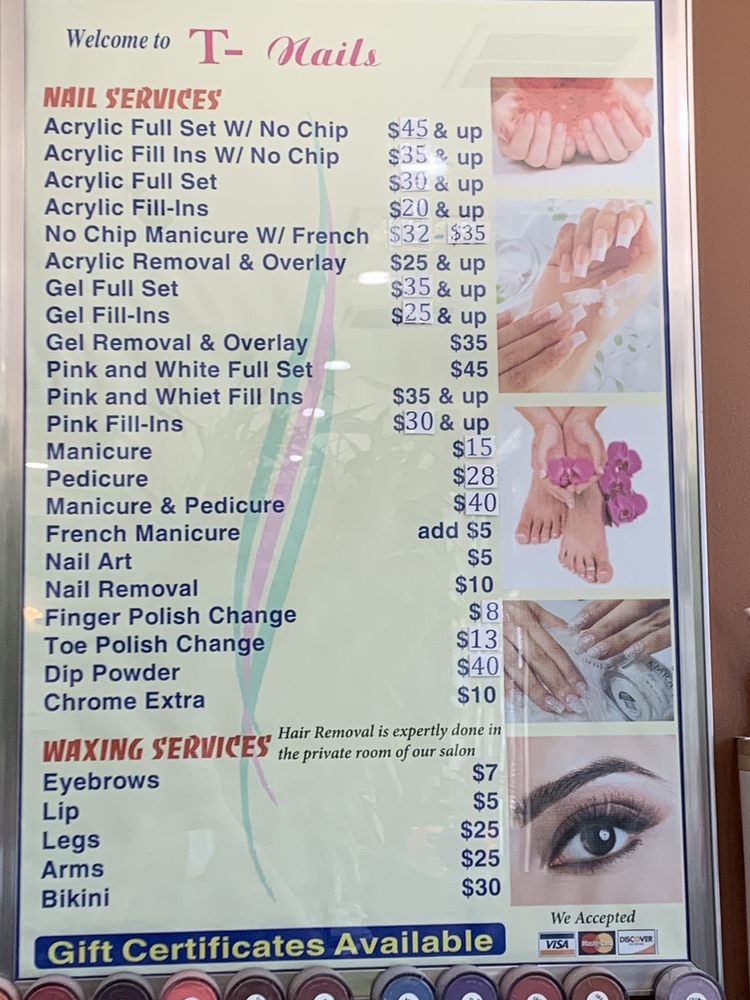 Welcome to T- Nails
NAIL SERVICES
Acrylic Full Set W/ No Chip $45 & up
Acrylic Fill Ins W/ No Chip $35 & up
Acrylic Full Set $30 & up
Acrylic Fill-Ins $20 & up
No Chip Manicure W/ French $32 - $35
Acrylic Removal & Overlay $25 & up
Gel Full Set $35 & up
Gel Fill-Ins $25 & up
Gel Removal & Overlay $35
Pink and White Full Set $45
Pink and Whiet Fill Ins $35 & up
Pink Fill-Ins $30 & up
Manicure $15
Pedicure $28
Manicure & Pedicure $40
French Manicure add $5
Nail Art $5
Nail Removal $10
Finger Polish Change $8
Toe Polish Change $13
Dip Powder $40
Chrome Extra $10
WAXING SERVICES
Hair Removal is expertly done in
the private room of our salon
Eyebrows $7
Lip $5
Legs $25
Arms $25
Bikini $30
Gift Certificates Available
We Accepted
VISA MasterCard DISCOVER